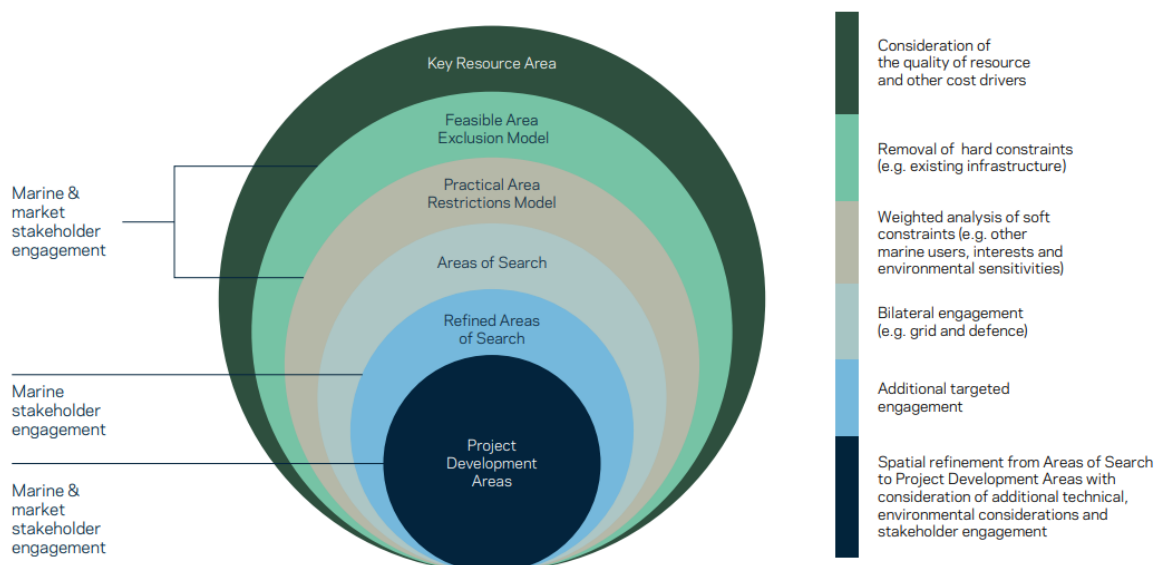 Key Resource Area
Feasible Area
Exclusion Model
Practical Area
Restrictions Model
Areas of Search
Refined Areas
of Search
Project
Development
Areas
Marine &
market
stakeholder
engagement
Marine
stakeholder
engagement
Marine &
market
stakeholder
engagement
Consideration of
the quality of resource
and other cost drivers
Removal of hard constraints
(e.g. existing infrastructure)
Weighted analysis of soft
constraints (e.g. other
marine users, interests and
environmental sensitivities)
Bilateral engagement
(e.g. grid and defence)
Additional targeted
engagement
Spatial refinement from Areas of Search
to Project Development Areas with
consideration of additional technical,
environmental considerations and
stakeholder engagement